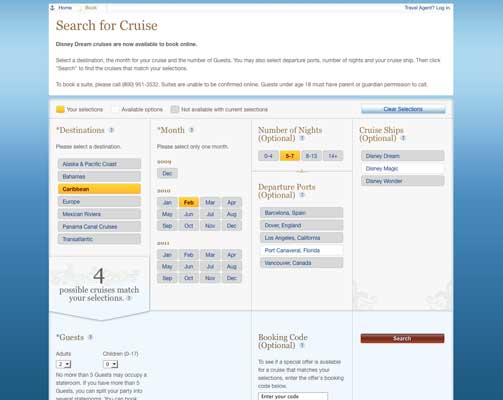 Home
Book
Travel Agent? Log in.
Search for Cruise
Disney Dream cruises are now available to book online.
Select a destination, the month for your cruise and the number of Guests. You may also select departure ports, number of nights and your cruise ship. Then click
"Search" to find the cruises that match your selections.
To book a suite, please call (800) 951-3532. Suites are unable to be confirmed online. Guests under age 18 must have parent or guardian permission to call.
Your selections
Available options
Not available with current selections
Clear Selections
*Destinations ?
Please select a destination.
Alaska & Pacific Coast
Bahamas
Caribbean
Europe
Mexican Riviera
Panama Canal Cruises
Transatlantic
4
possible cruises match
your selections. ?
*Month ?
Please select only one month.
2009
Dec
2010
Jan Feb Mar Apr
May Jun Jul Aug
Sep Oct Nov Dec
2011
Jan Feb Mar Apr
May Jun Jul Aug
Sep Oct Nov Dec
Number of Nights
(Optional) ?
0-4 5-7 8-13 14+
Departure Ports
(Optional) ?
Barcelona, Spain
Dover, England
Los Angeles, California
Port Canaveral, Florida
Vancouver, Canada
Cruise Ships
(Optional) ?
Disney Dream
Disney Magic
Disney Wonder
*Guests ?
Adults Children (0-17)
2 0
No more than 5 Guests may occupy a
stateroom. If you have more than 5
Guests, you can split your party into
several staterooms. You can book
Booking Code
(Optional) ?
To see if a special offer is available
for a cruise that matches your
selections, enter the offer's booking
code below.
Enter your code
Search